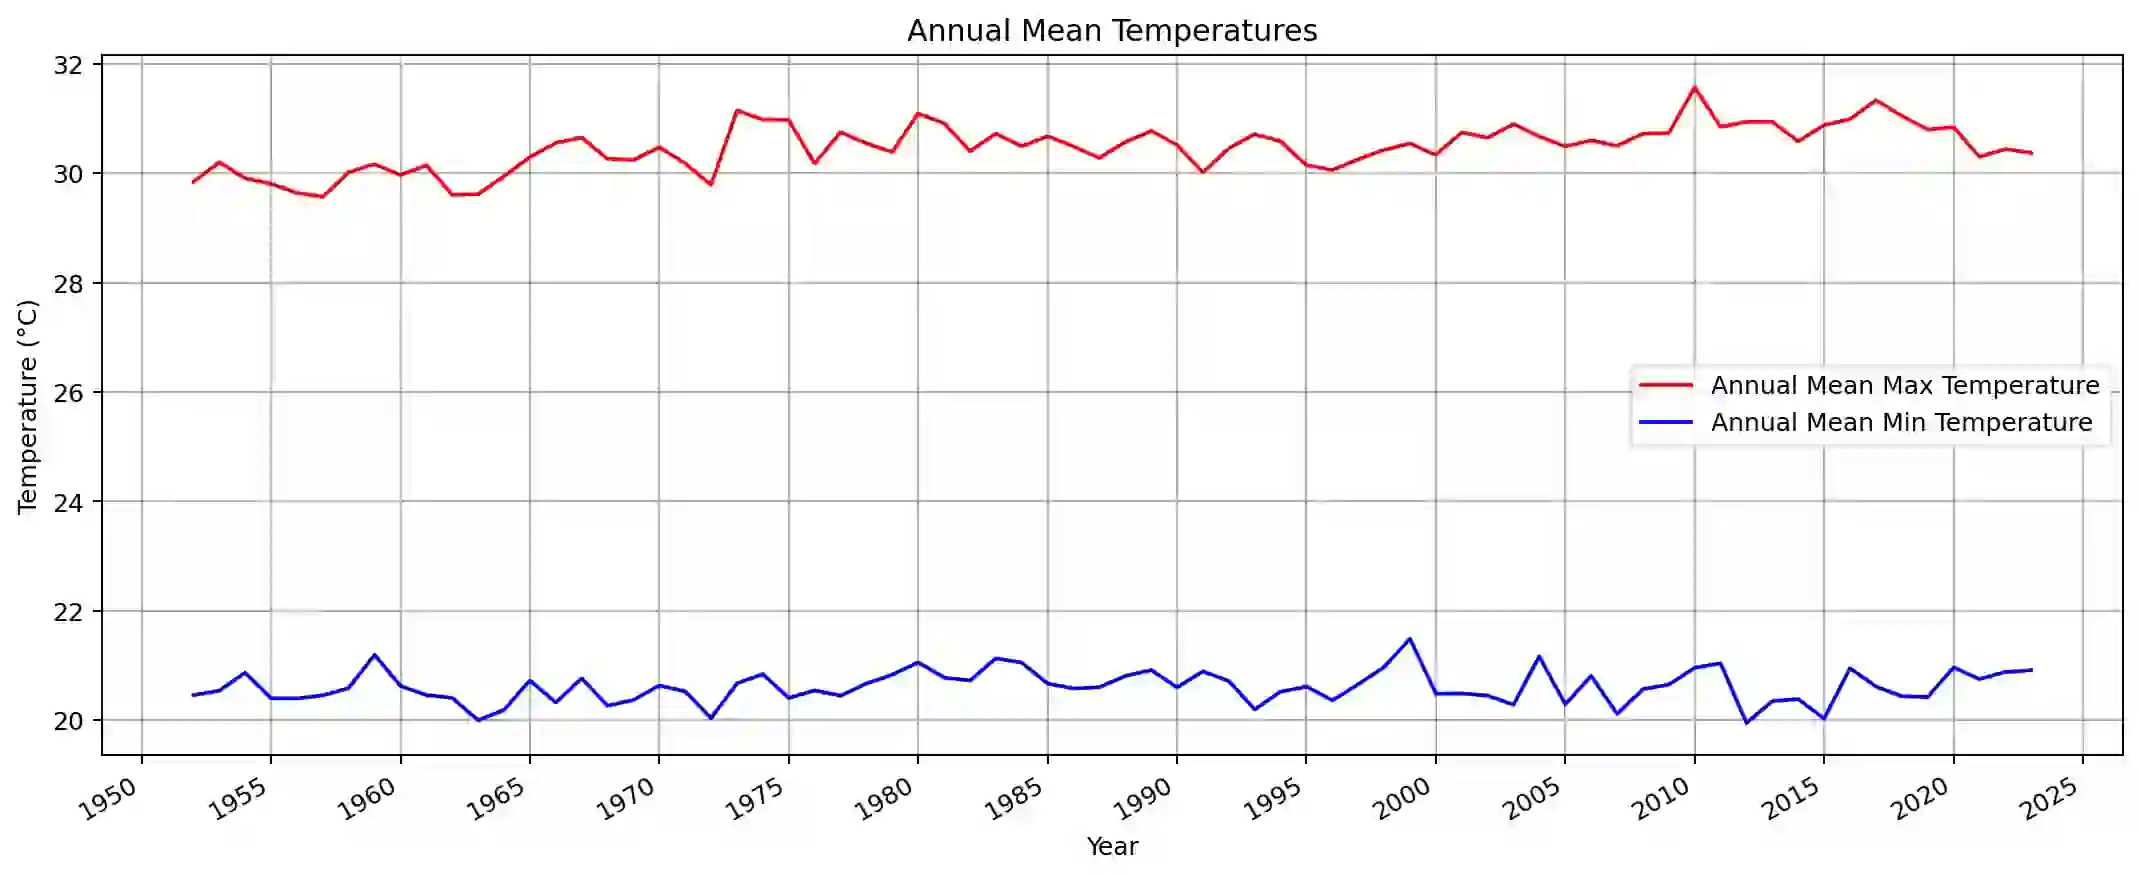 Annual Mean Temperatures
32
30
28
26
24
22
20
Temperature (°C)
Annual Mean Max Temperature
Annual Mean Min Temperature
1950 1955 1960 1965 1970 1975 1980 1985 1990 1995 2000 2005 2010 2015 2020 2025
Year